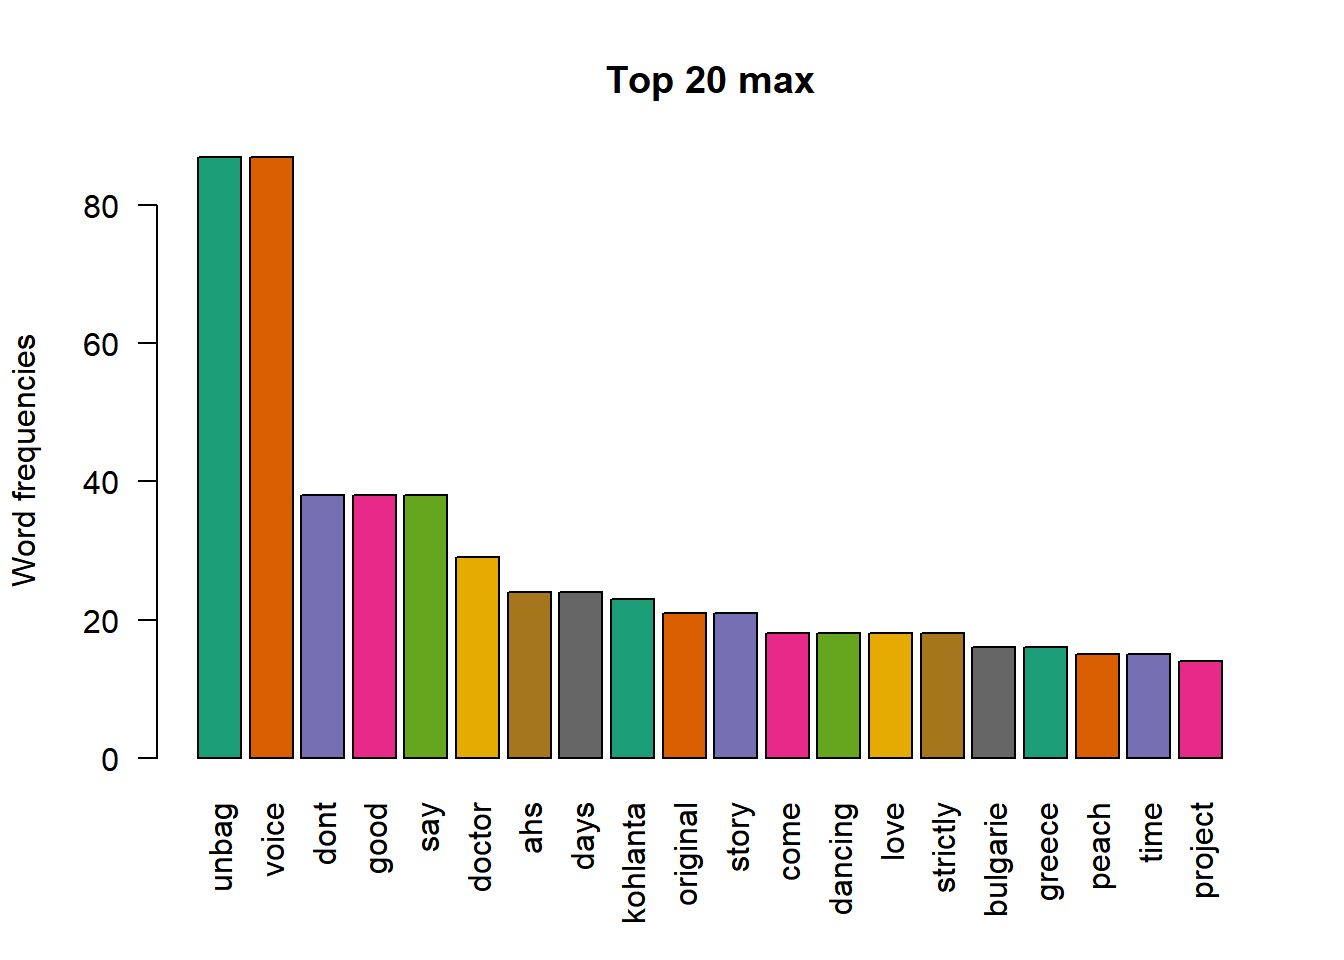 Top 20 max
Word frequencies
80
60
40
20
0
unbag
voice
dont
good
say
doctor
ahs
days
kohlanta
original
story
come
dancing
love
strictly
bulgarie
greece
peach
time
project